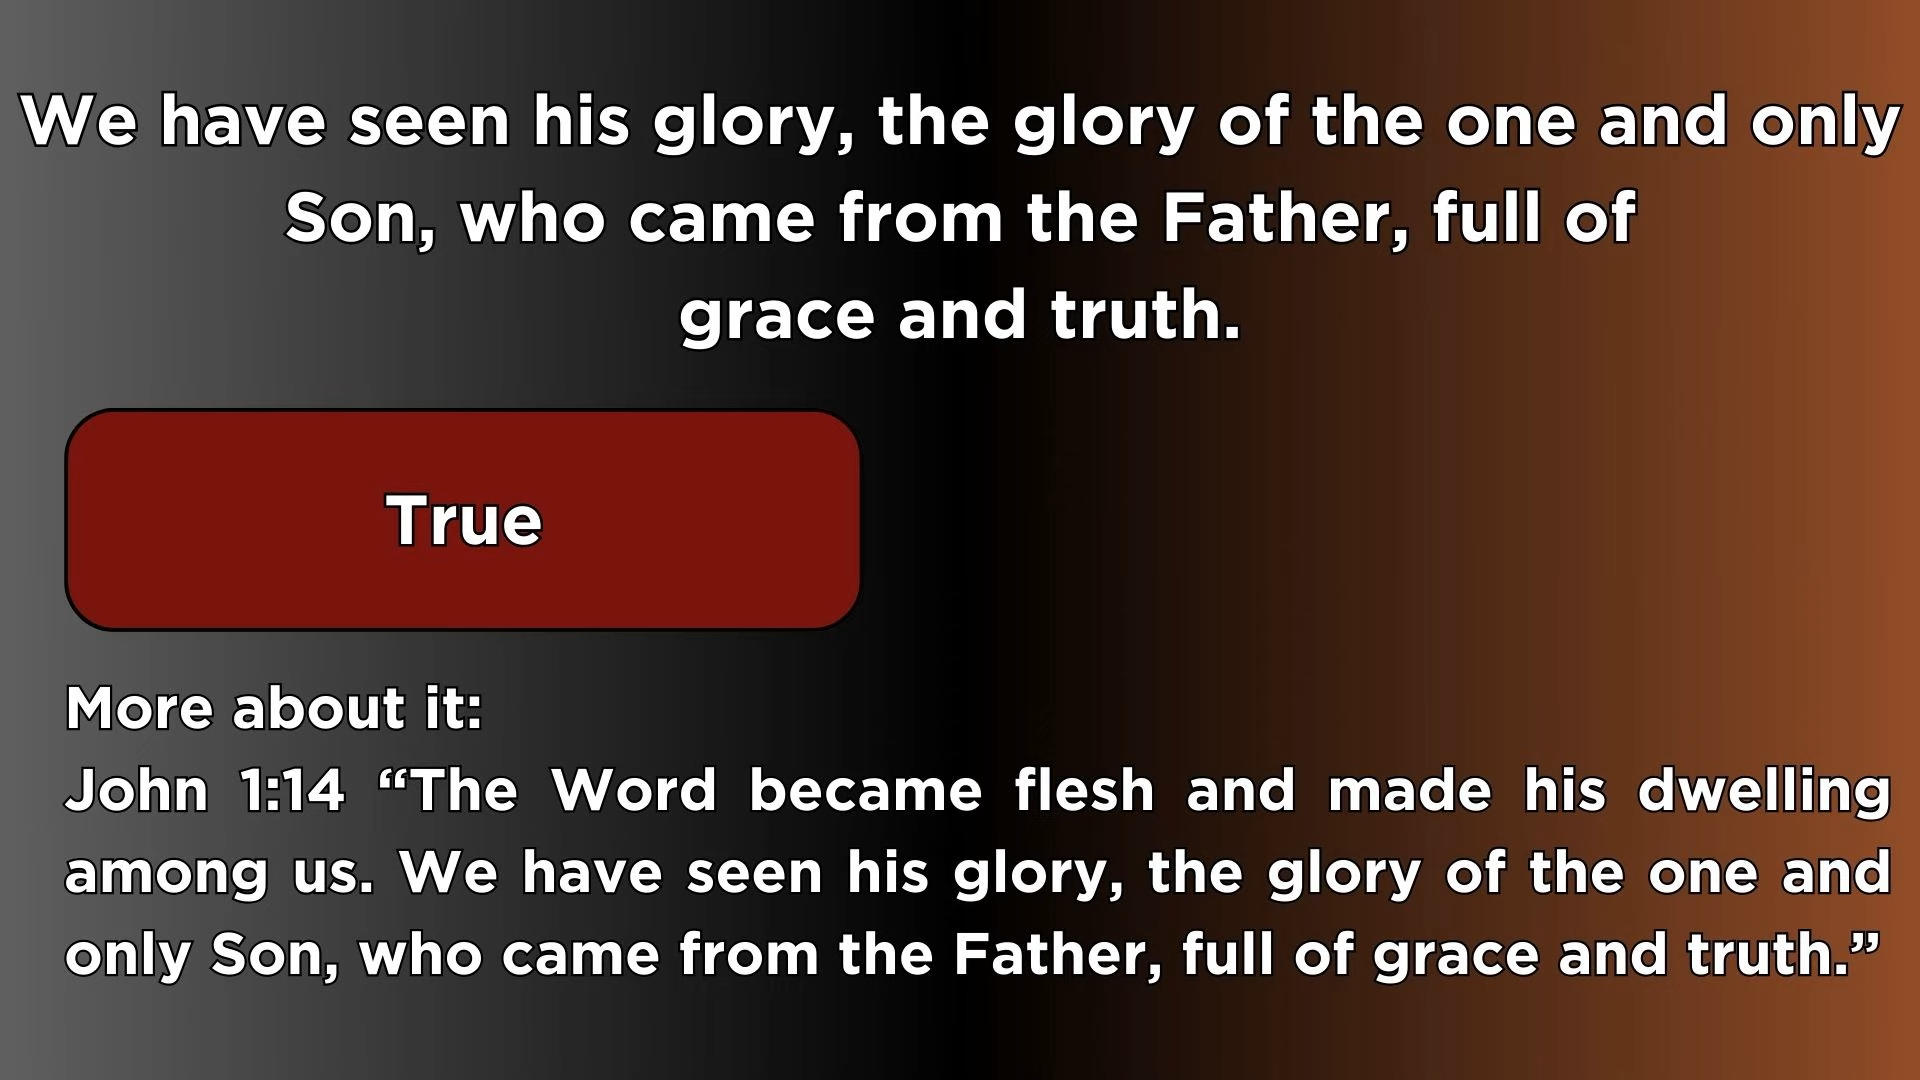 We have seen his glory, the glory of the one and only
Son, who came from the Father, full of
grace and truth.
True
More about it:
John 1:14 “The Word became flesh and made his dwelling
among us. We have seen his glory, the glory of the one and
only Son, who came from the Father, full of grace and truth.”